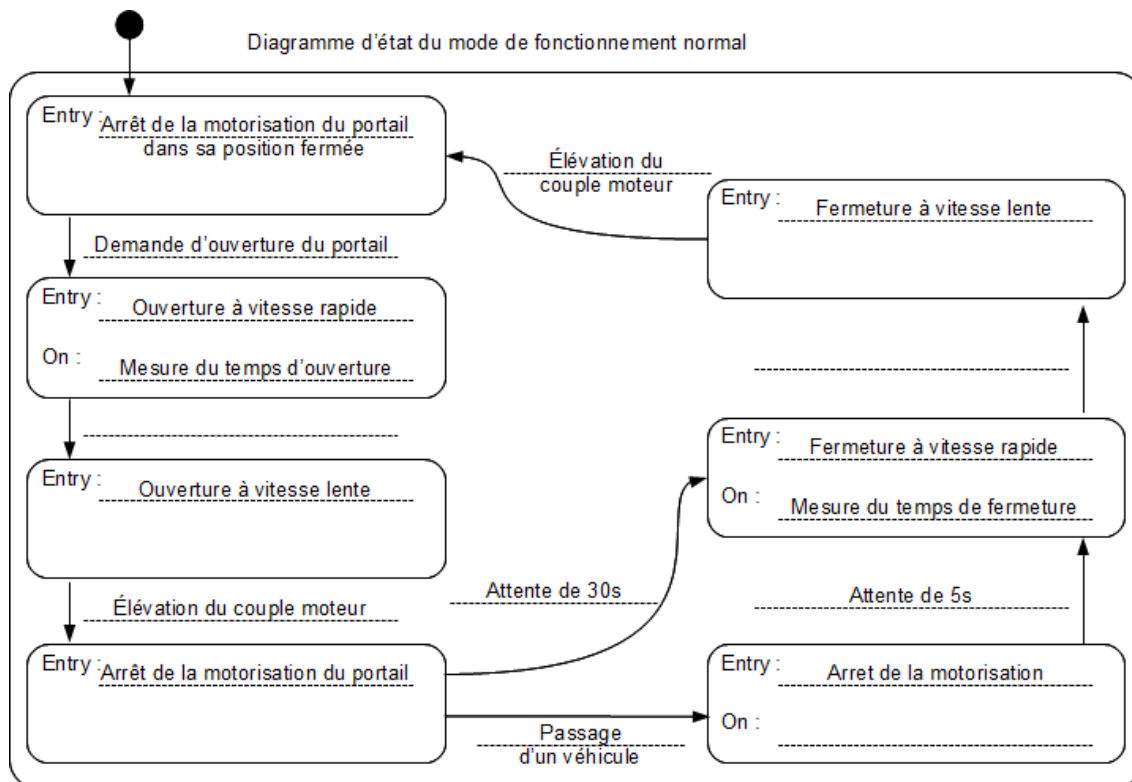 Diagramme d'état du mode de fonctionnement normal
Entry :
Arrêt de la motorisation du portail
dans sa position fermée
Demande d'ouverture du portail
Entry :
Ouverture à vitesse rapide
On :
Mesure du temps d'ouverture
Entry :
Ouverture à vitesse lente
Élévation du couple moteur
Entry :
Arrêt de la motorisation du portail
Attente de 30s
Passage
d'un véhicule
Entry :
Arret de la motorisation
On :
Attente de 5s
Entry :
Fermeture à vitesse rapide
On :
Mesure du temps de fermeture
Entry :
Fermeture à vitesse lente
Élévation du
couple moteur